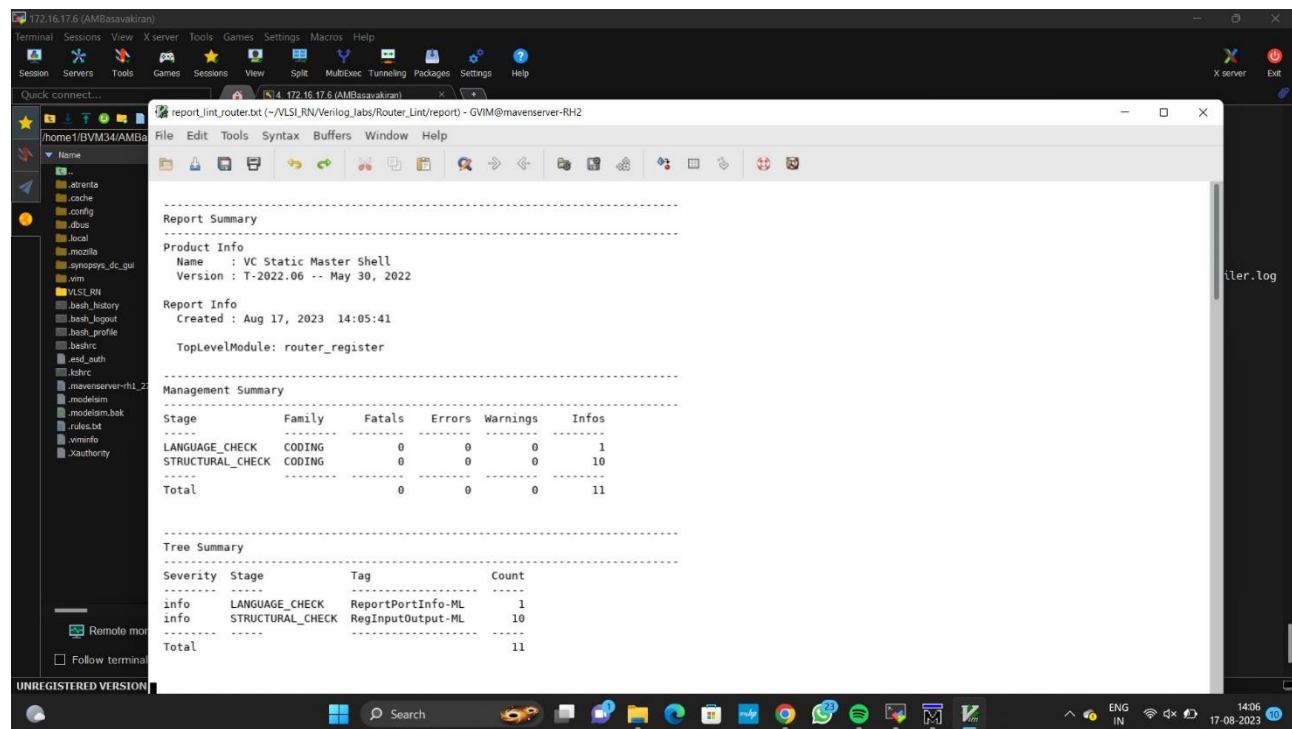 172.16.17.6 (AMBasavakiran)
Terminal Sessions View X server Tools Games Settings Macros Help
Session Servers Tools Games Sessions View Split MultiExec Tunneling Packages Settings Help X server Exit
Quick connect... 4. 172.16.17.6 (AMBasavakiran)
report_lint_router.txt (~/VLSI_RN/Verilog_labs/Router_Lint/report) - GVIM@mavenserver-RH2
/home1/BVM34/AMBa
File Edit Tools Syntax Buffers Window Help
Name
..
.atrenta
.cache
.config
.dbus
.local
.mozilla
.synopsys_dc_gui
.vim
VLSI_RN
.bash_history
.bash_logout
.bash_profile
.bashrc
.esd_auth
.kshrc
.mavenserver-rh1_2
.modelsim
.modelsim.bak
.rules.txt
.viminfo
.Xauthority
iler.log
--------------------------------------------------------------------------------
Report Summary
--------------------------------------------------------------------------------
Product Info
Name : VC Static Master Shell
Version : T-2022.06 -- May 30, 2022
Report Info
Created : Aug 17, 2023 14:05:41
TopLevelModule: router_register
--------------------------------------------------------------------------------
Management Summary
--------------------------------------------------------------------------------
Stage Family Fatals Errors Warnings Infos
----- -------- -------- -------- -------- --------
LANGUAGE_CHECK CODING 0 0 0 1
STRUCTURAL_CHECK CODING 0 0 0 10
----- -------- -------- -------- -------- --------
Total 0 0 0 11
--------------------------------------------------------------------------------
Tree Summary
--------------------------------------------------------------------------------
Severity Stage Tag Count
-------- ----- ------------------- -----
info LANGUAGE_CHECK ReportPortInfo-ML 1
info STRUCTURAL_CHECK RegInputOutput-ML 10
-------- ----- ------------------- -----
Total 11
Remote mor
Follow terminal
UNREGISTERED VERSION
Search
23
ENG
IN
14:06
17-08-2023
10